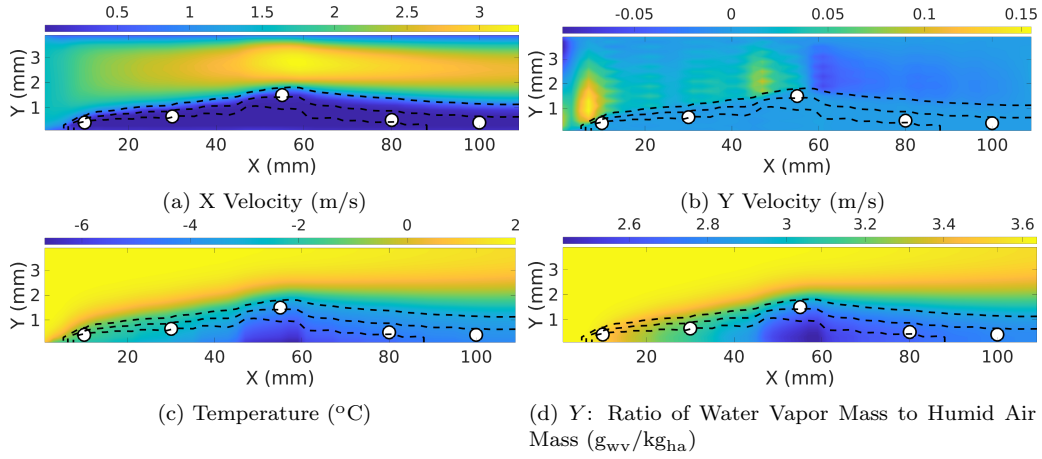 0.5 1 1.5 2 2.5 3
-0.05 0 0.05 0.1 0.15
Y (mm)
3
2
1
20 40 60 80 100
X (mm)
Y (mm)
3
2
1
20 40 60 80 100
X (mm)
(a) X Velocity (m/s)
(b) Y Velocity (m/s)
-6 -4 -2 0 2
2.6 2.8 3 3.2 3.4 3.6
Y (mm)
3
2
1
20 40 60 80 100
X (mm)
Y (mm)
3
2
1
20 40 60 80 100
X (mm)
(c) Temperature (°C)
(d) Y: Ratio of Water Vapor Mass to Humid Air
Mass (gwv/kgha)